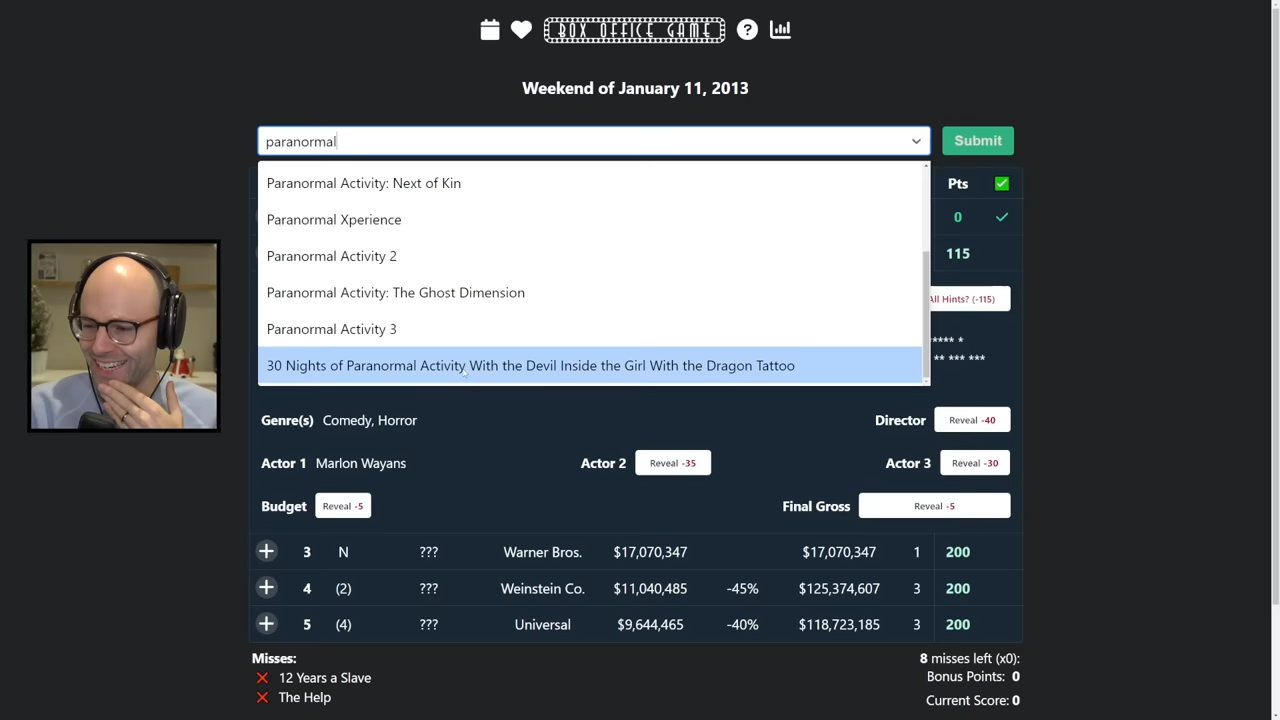 BOX OFFICE GAME
Weekend of January 11, 2013
paranormal
Submit
Paranormal Activity: Next of Kin
Paranormal Xperience
Paranormal Activity 2
Paranormal Activity: The Ghost Dimension
Paranormal Activity 3
30 Nights of Paranormal Activity With the Devil Inside the Girl With the Dragon Tattoo
Pts
0
115
All Hints? (-115)
**** *
** *** ***
Genre(s) Comedy, Horror Director Reveal -40
Actor 1 Marlon Wayans Actor 2 Reveal -35 Actor 3 Reveal -30
Budget Reveal -5 Final Gross Reveal -5
3 N ??? Warner Bros. $17,070,347 $17,070,347 1 200
4 (2) ??? Weinstein Co. $11,040,485 -45% $125,374,607 3 200
5 (4) ??? Universal $9,644,465 -40% $118,723,185 3 200
Misses: 8 misses left (x0):
12 Years a Slave Bonus Points: 0
The Help Current Score: 0